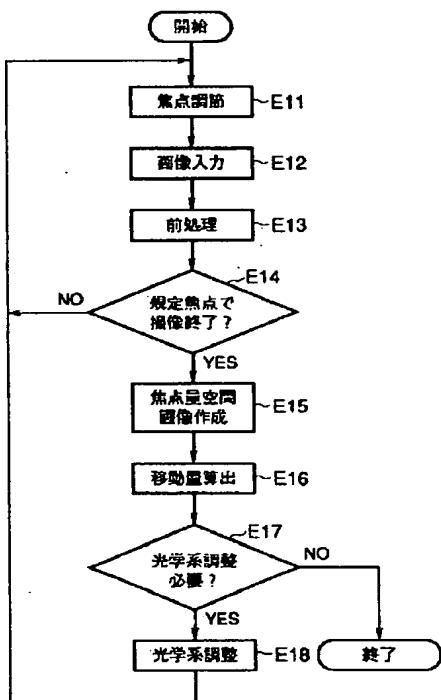 開始
焦点調節
E11
画像入力
E12
前処理
E13
E14
規定焦点で
撮像終了?
NO
YES
焦点量空間
画像作成
E15
移動量算出
E16
E17
光学系調整
必要?
NO
YES
光学系調整
E18
終了